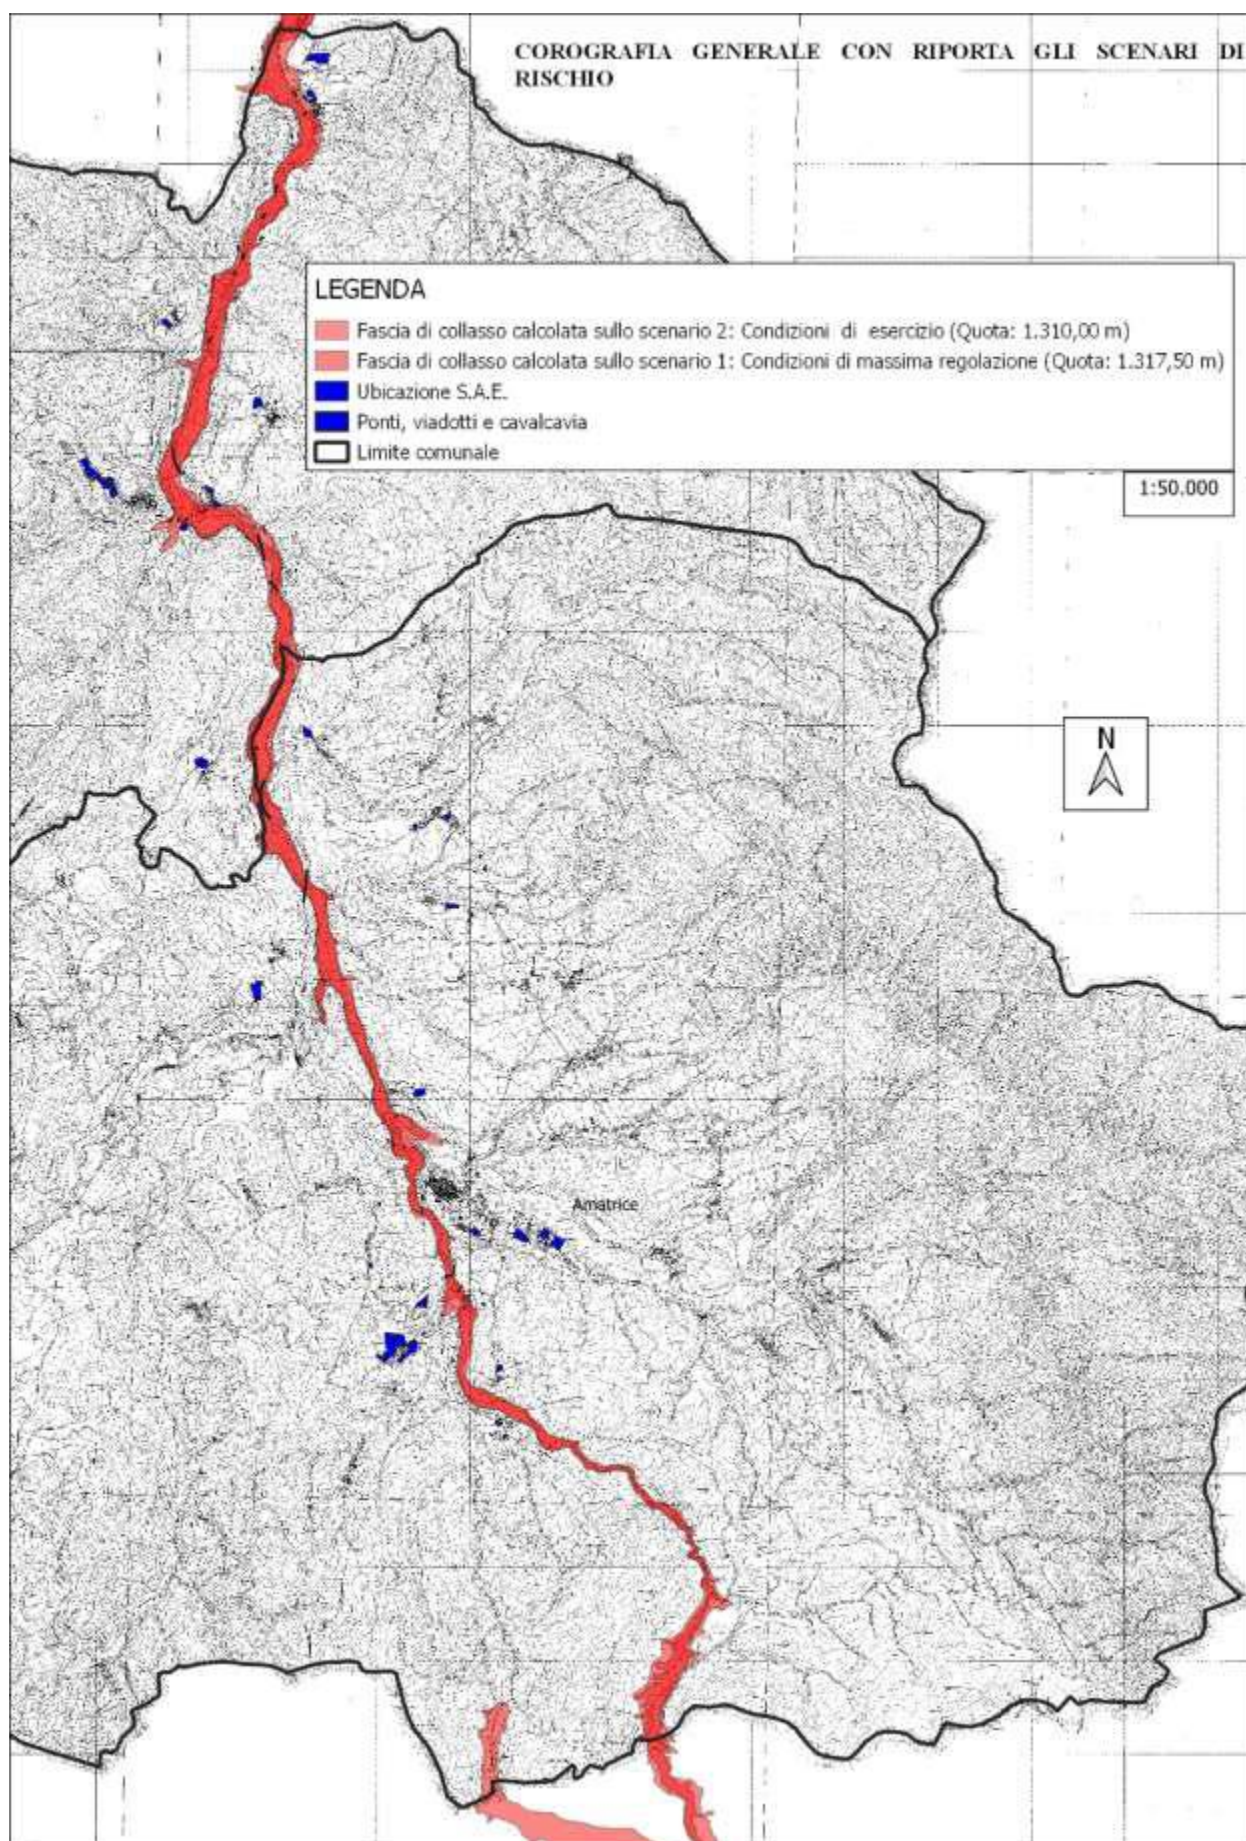 COROGRAFIA GENERALE CON RIPORTA GLI SCENARI DI
RISCHIO
LEGENDA
Fascia di collasso calcolata sullo scenario 2: Condizioni di esercizio (Quota: 1.310,00 m)
Fascia di collasso calcolata sullo scenario 1: Condizioni di massima regolazione (Quota: 1.317,50 m)
Ubicazione S.A.E.
Ponti, viadotti e cavalcavia
Limite comunale
1:50.000
N
Amatrice